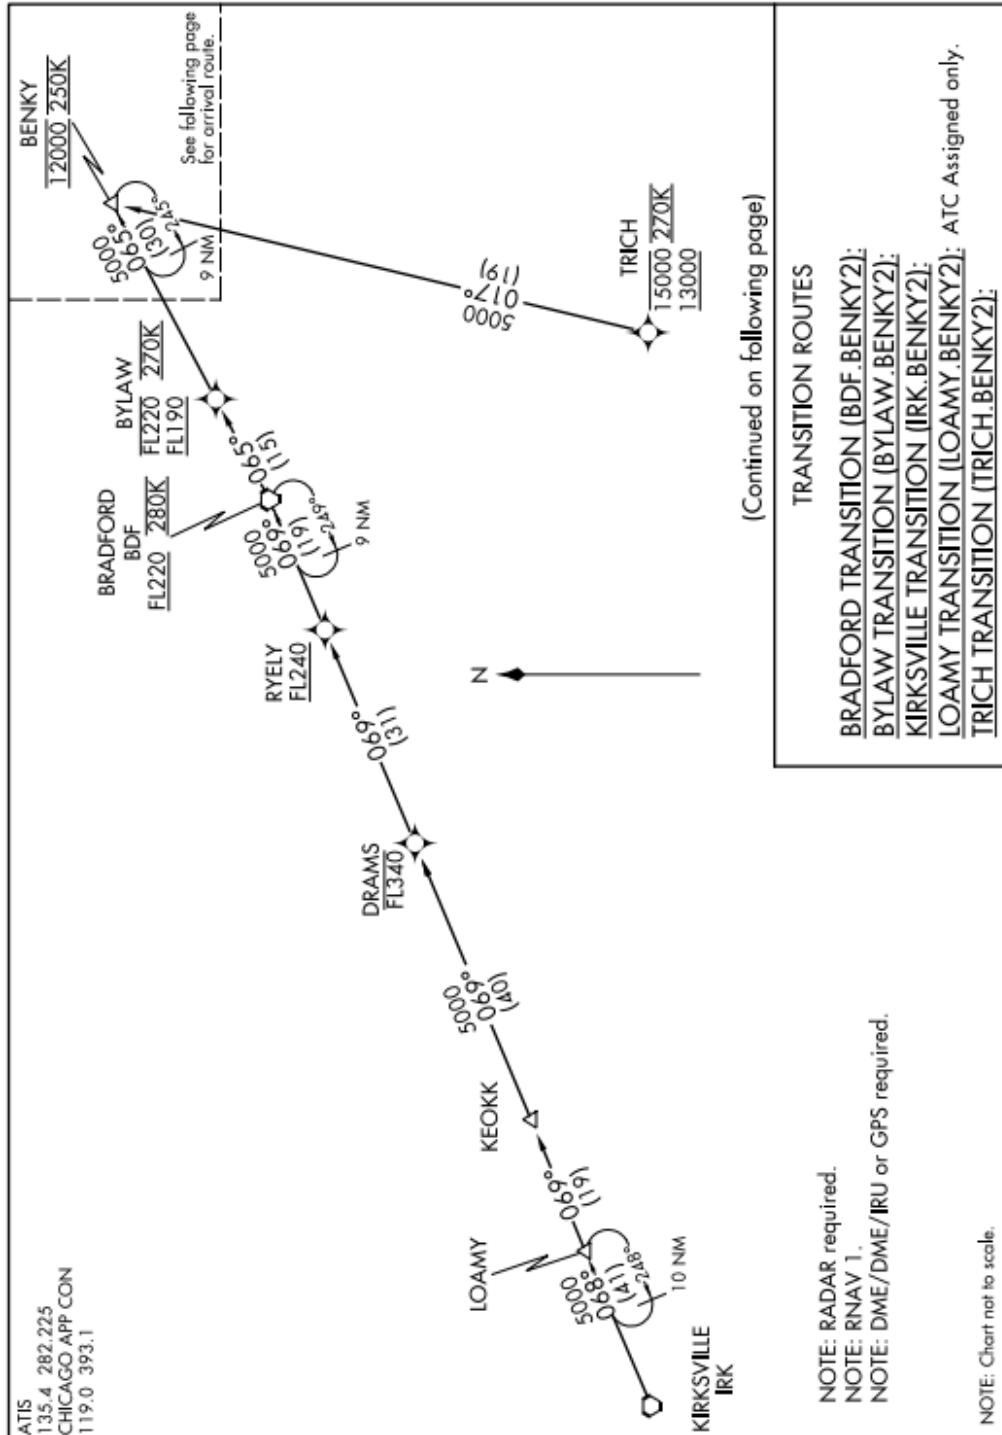 ATIS
135.4 282.225
CHICAGO APP CON
119.0 393.1
BENKY
12000 250K
See following page
for arrival route.
5000
065°
(30)
245°
9 NM
BYLAW
FL220 270K
FL190
BRADFORD
BDF
FL220 280K
065°
(15)
5000
069°
(19)
249°
9 NM
RYELY
FL240
069°
(31)
DRAMS
FL340
5000
069°
(40)
KEOKK
069°
(19)
LOAMY
5000
068°
(41)
248°
10 NM
KIRKSVILLE
IRK
N
5000
017°
(19)
TRICH
15000 270K
13000
(Continued on following page)
TRANSITION ROUTES
BRADFORD TRANSITION (BDF.BENKY2):
BYLAW TRANSITION (BYLAW.BENKY2):
KIRKSVILLE TRANSITION (IRK.BENKY2):
LOAMY TRANSITION (LOAMY.BENKY2): ATC Assigned only.
TRICH TRANSITION (TRICH.BENKY2):
NOTE: RADAR required.
NOTE: RNAV 1.
NOTE: DME/DME/IRU or GPS required.
NOTE: Chart not to scale.